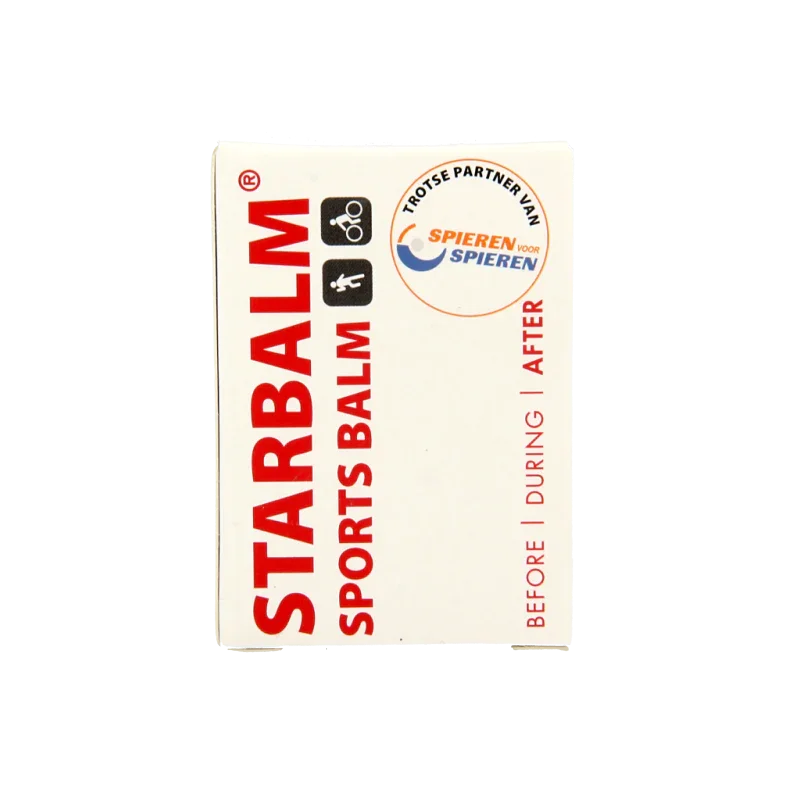 STARBALM®
SPORTS BALM
TROTSE PARTNER VAN
SPIEREN VOOR
SPIEREN
BEFORE | DURING | AFTER